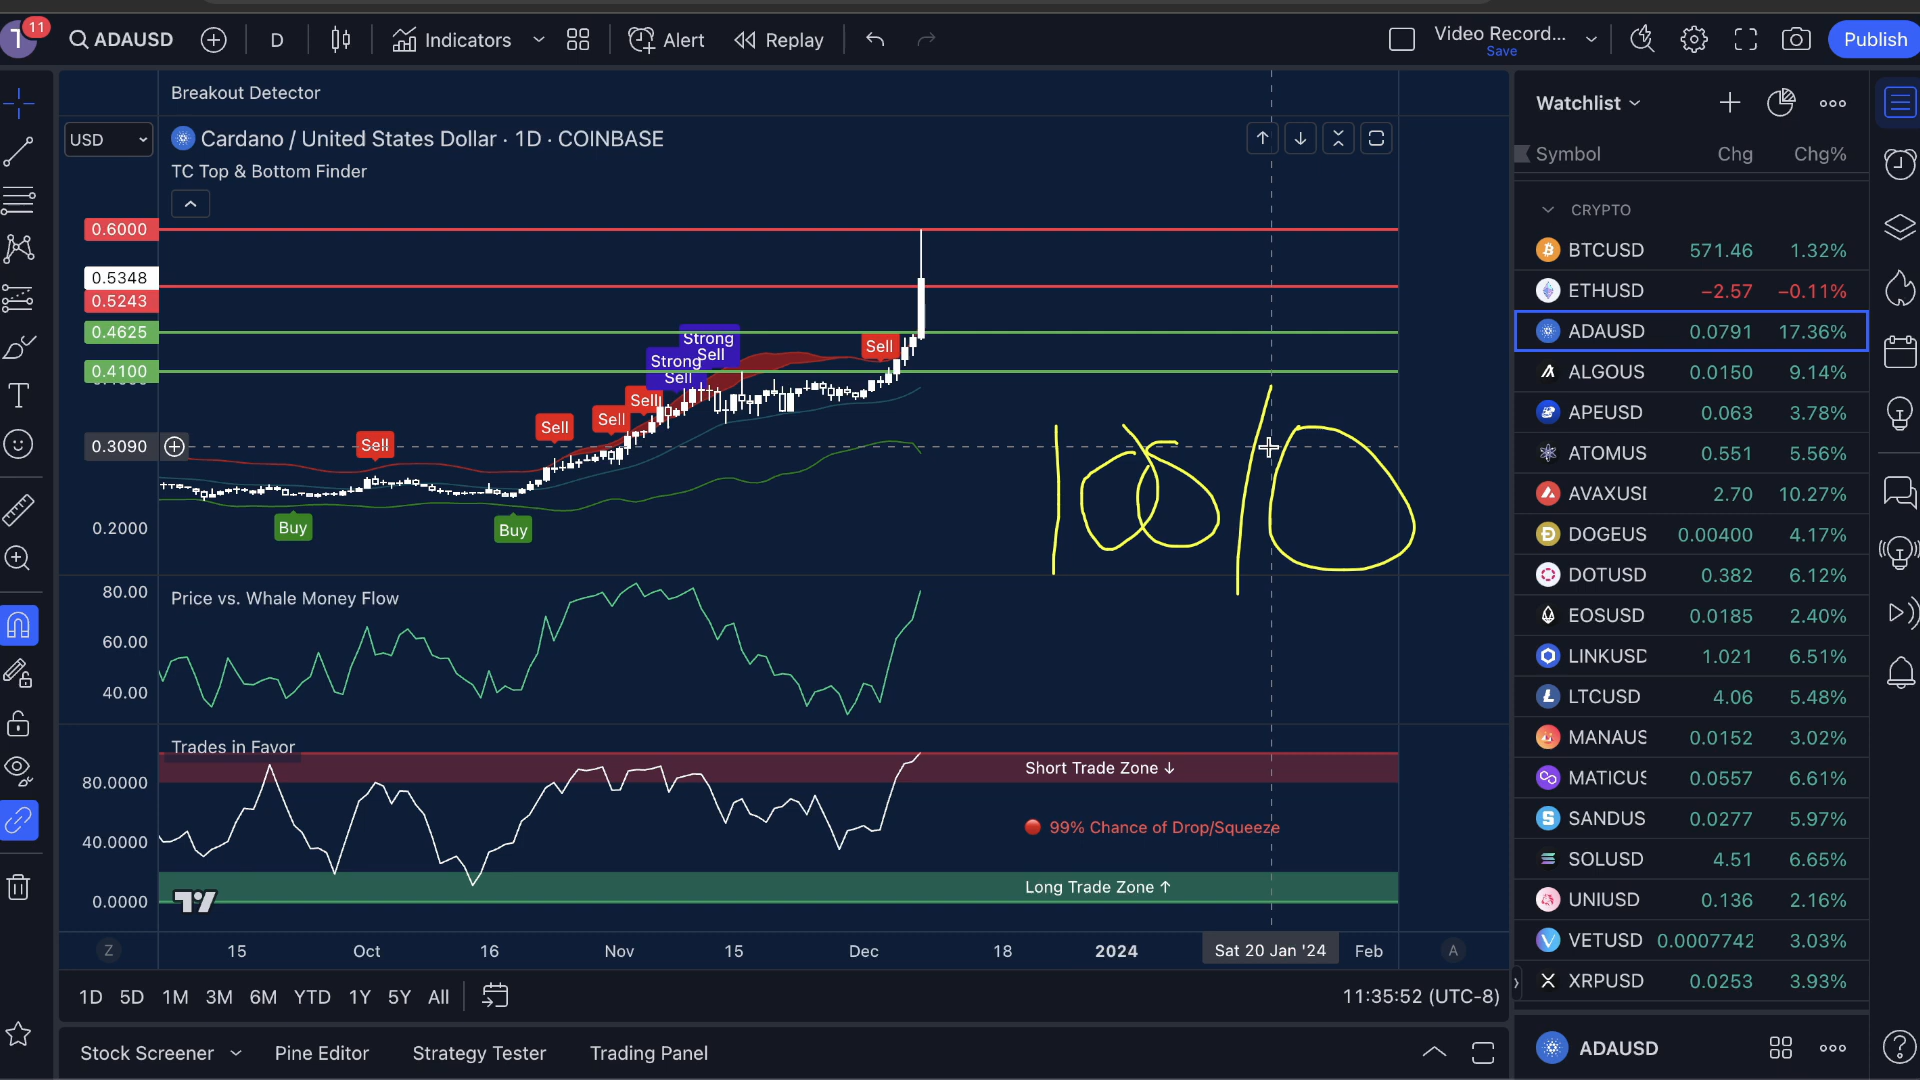 11
T ADAUSD D Indicators Alert Replay Video Record... Save Publish
Breakout Detector
USD Cardano / United States Dollar · 1D · COINBASE
TC Top & Bottom Finder
0.6000
0.5348
0.5243
0.4625
0.4100
0.3090
0.2000
Strong Sell
Strong Sell
Sell
Sell
Sell
Sell
Sell
Buy
Buy
100/0
80.00
60.00
40.00
Price vs. Whale Money Flow
Trades in Favor
80.0000
40.0000
0.0000
Short Trade Zone ↓
99% Chance of Drop/Squeeze
Long Trade Zone ↑
Z 15 Oct 16 Nov 15 Dec 18 2024 Sat 20 Jan '24 Feb A
1D 5D 1M 3M 6M YTD 1Y 5Y All 11:35:52 (UTC-8)
Stock Screener Pine Editor Strategy Tester Trading Panel
Watchlist
Symbol Chg Chg%
CRYPTO
BTCUSD 571.46 1.32%
ETHUSD −2.57 −0.11%
ADAUSD 0.0791 17.36%
ALGOUS 0.0150 9.14%
APEUSD 0.063 3.78%
ATOMUS 0.551 5.56%
AVAXUSI 2.70 10.27%
DOGEUS 0.00400 4.17%
DOTUSD 0.382 6.12%
EOSUSD 0.0185 2.40%
LINKUSD 1.021 6.51%
LTCUSD 4.06 5.48%
MANAUS 0.0152 3.02%
MATICUS 0.0557 6.61%
SANDUS 0.0277 5.97%
SOLUSD 4.51 6.65%
UNIUSD 0.136 2.16%
VETUSD 0.0007742 3.03%
XRPUSD 0.0253 3.93%
ADAUSD